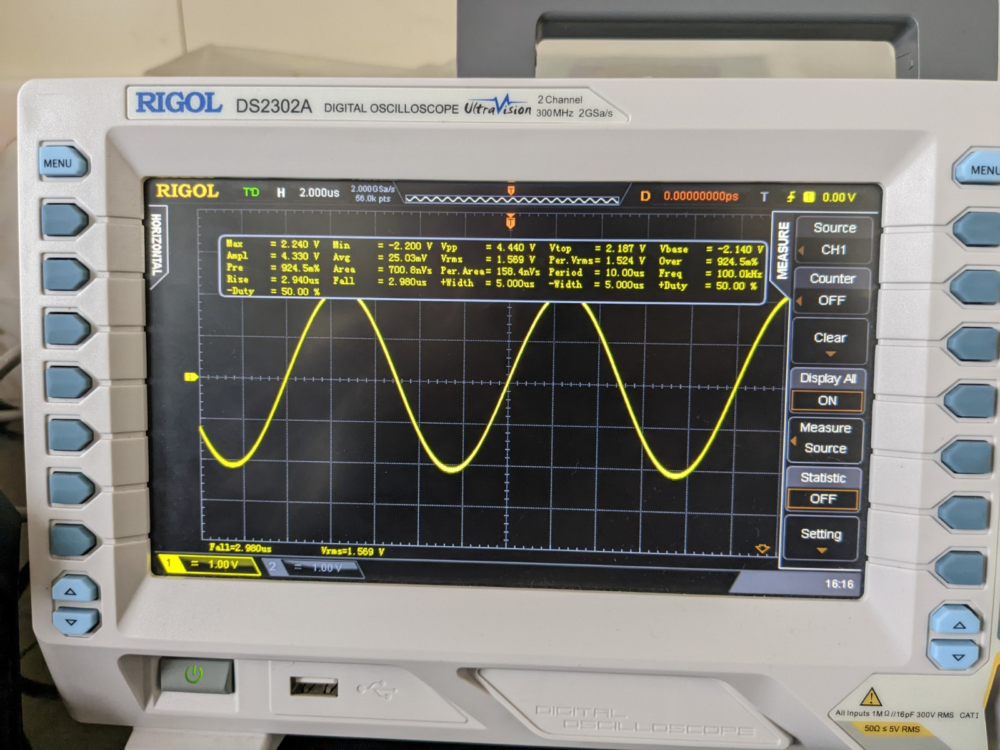 RIGOL DS2302A DIGITAL OSCILLOSCOPE UltraVision 2 Channel
300MHz 2GSa/s
MENU
MENU
RIGOL T'D H 2.000us 2.000GSa/s
56.0k pts
T
D 0.00000000ps T 1 0.00 V
HORIZONTAL
T
Max = 2.240 V Min = -2.200 V Vpp = 4.440 V Vtop = 2.187 V Vbase = -2.140 V
Ampl = 4.330 V Avg = 25.03mV Vrms = 1.569 V Per.Vrms= 1.524 V Over = 924.5m%
Pre = 924.5m% Area = 700.8nVs Per.Area= 158.4nVs Period = 10.00us Freq = 100.0kHz
Rise = 2.940us Fall = 2.980us +Width = 5.000us -Width = 5.000us +Duty = 50.00 %
-Duty = 50.00 %
MEASURE
Source
CH1
Counter
OFF
Clear
Display All
ON
Measure
Source
Statistic
OFF
Setting
1
Fall=2.980us Vrms=1.569 V
1 = 1.00 V 2 = 1.00 V
16:16
DIGITAL
OSCILLOSCOPE
All Inputs 1MΩ//16pF 300V RMS CAT I
50Ω ≤ 5V RMS